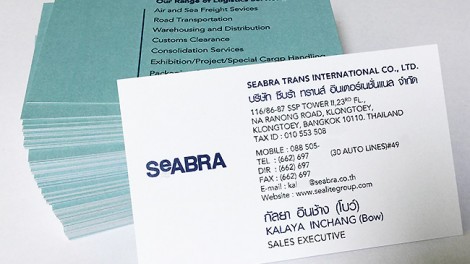 Our Range of Logistics
Air and Sea Freight Sevices
Road Transportation
Warehousing and Distribution
Customs Clearance
Consolidation Services
Exhibition/Project/Special Cargo Handling
SEABRA
SEABRA TRANS INTERNATIONAL CO., LTD.
บริษัท ซีบร้า ทรานส์ อินเตอร์เนชั่นแนล จำกัด
116/86-87 SSP TOWER II,23RD FL.,
NA RANONG ROAD, KLONGTOEY,
KLONGTOEY, BANGKOK 10110. THAILAND
TAX ID : 010 553 508
MOBILE : 088 505-
TEL : (662) 697 (30 AUTO LINES)#49
DIR : (662) 697
FAX : (662) 697
E-mail : kal @seabra.co.th
Website : www.sealitegroup.com
กัลยา อินช้าง (โบว์)
KALAYA INCHANG (Bow)
SALES EXECUTIVE